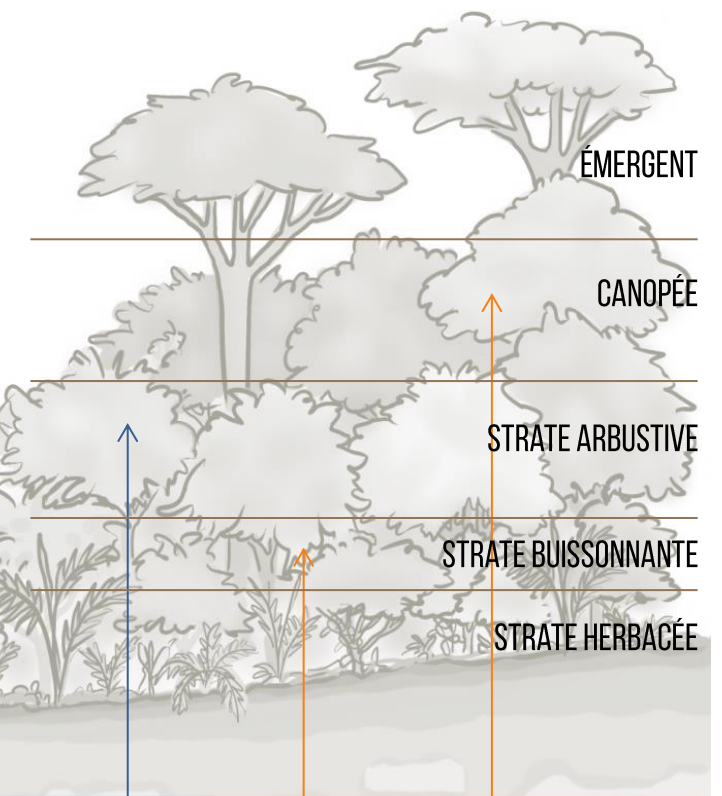 ÉMERGENT
CANOPÉE
STRATE ARBUSTIVE
STRATE BUISSONNANTE
STRATE HERBACÉE